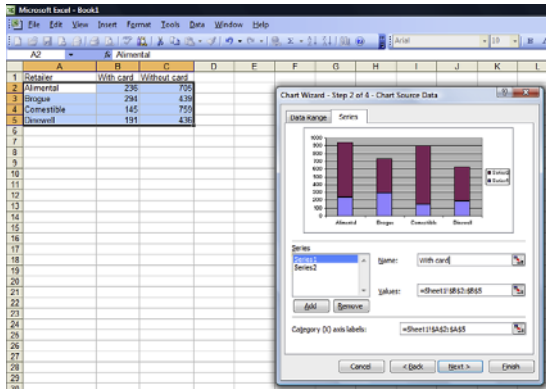 Microsoft Excel - Book1
File Edit View Insert Format Tools Data Window Help
Arial 10
A2 fx Alimental
A B C D E F G H I J K L
1 Retailer With card Without card
2 Alimental 236 705
3 Brogue 294 439
4 Comestible 145 759
5 Dinnwell 191 436
6
7
8
9
10
11
12
13
14
15
16
17
18
19
20
21
22
23
24
25
26
27
28
29
Chart Wizard - Step 2 of 4 - Chart Source Data
Data Range Series
1000
900
800
700
600
500
400
300
200
100
0
Alimental Brogue Comestible Dinnwell
Series2
Series1
Series
Series1
Series2
Name: With card
Values: =Sheet1!$B$2:$B$5
Add Remove
Category (X) axis labels: =Sheet1!$A$2:$A$5
Cancel < Back Next > Finish